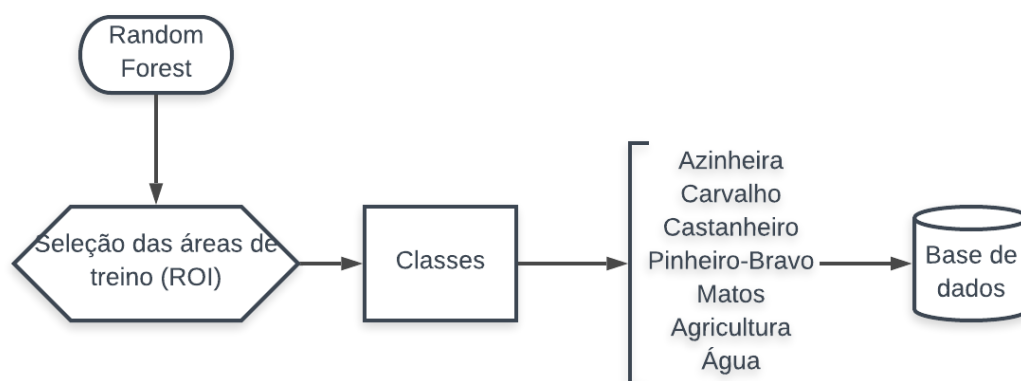 Random
Forest
Seleção das áreas de
treino (ROI)
Classes
Azinheira
Carvalho
Castanheiro
Pinheiro-Bravo
Matos
Agricultura
Água
Base de
dados